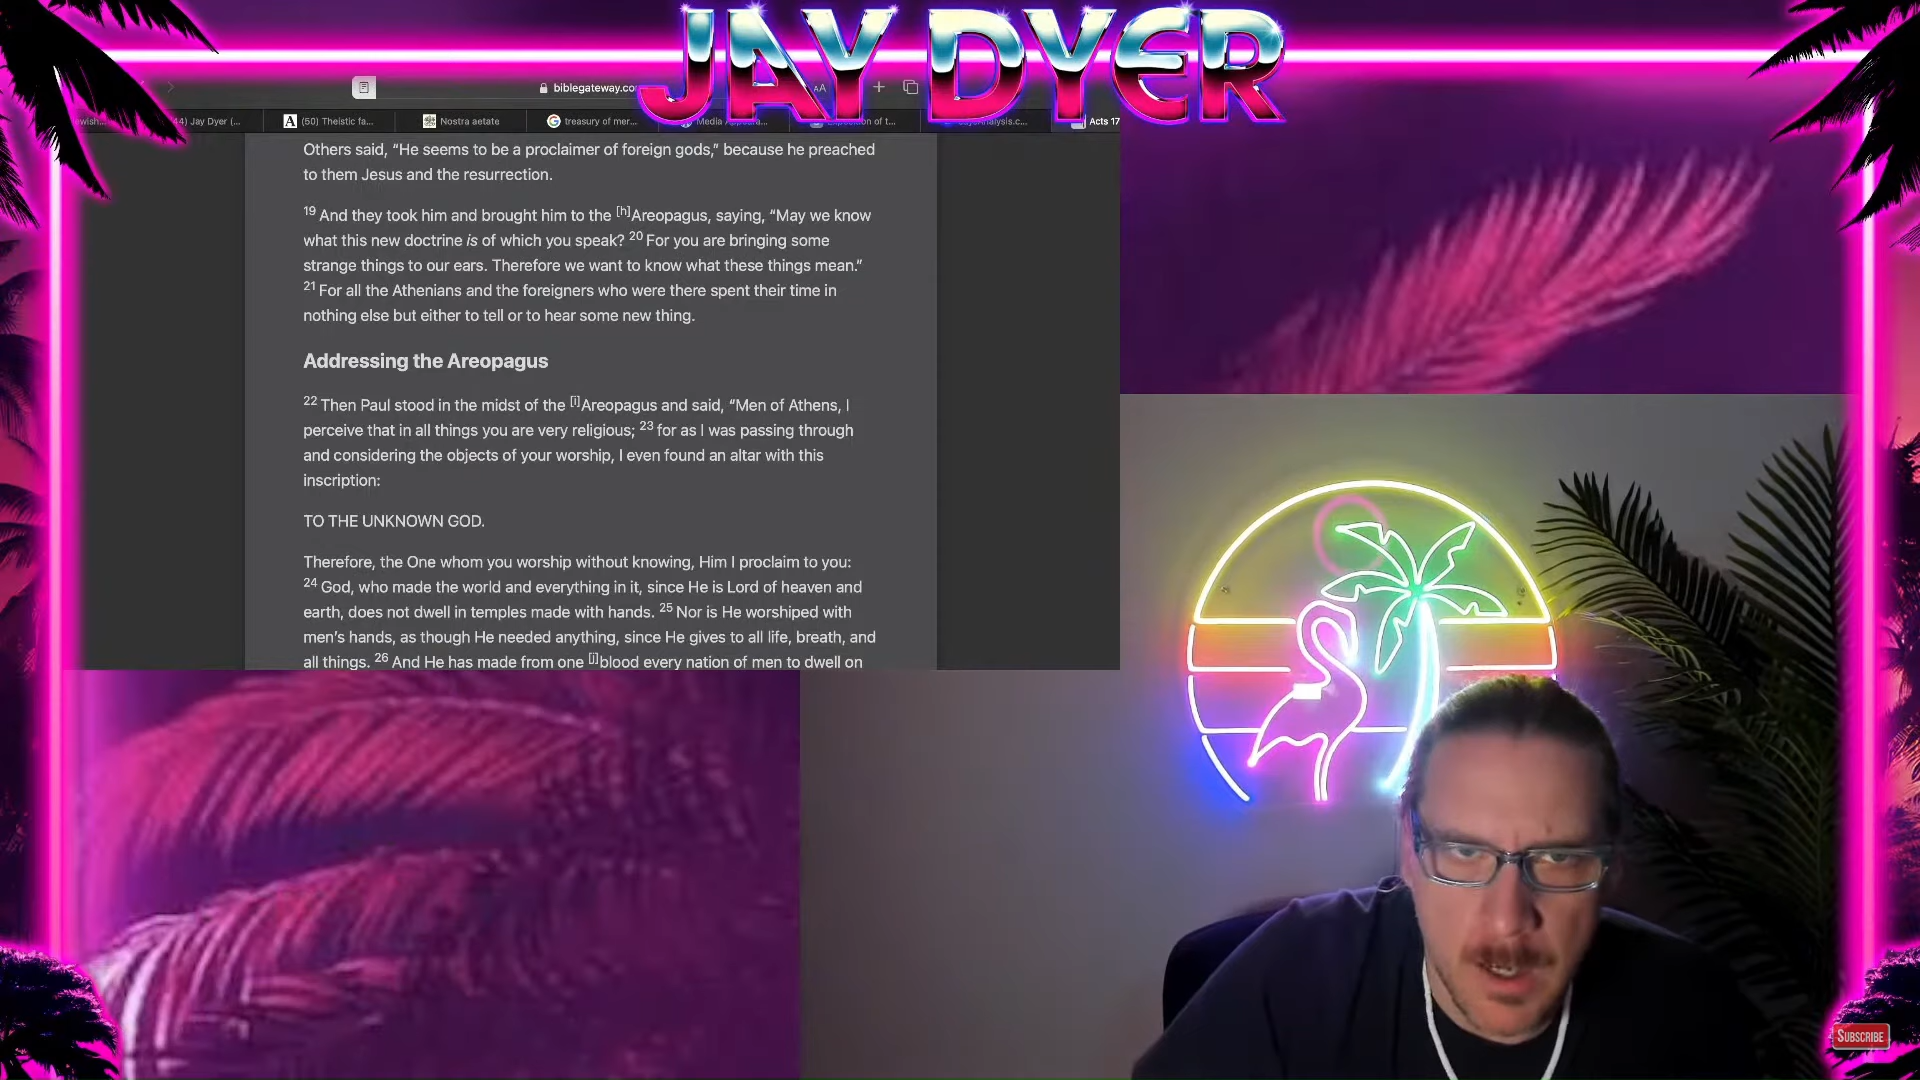 JAY DYER
biblegateway.co
AA
44) Jay Dyer (...
A (50) Theistic fa...
Nostra aetate
treasury of mer...
Media Appeara...
Acts 17
Others said, “He seems to be a proclaimer of foreign gods,” because he preached
to them Jesus and the resurrection.
19 And they took him and brought him to the [h]Areopagus, saying, “May we know
what this new doctrine is of which you speak? 20 For you are bringing some
strange things to our ears. Therefore we want to know what these things mean.”
21 For all the Athenians and the foreigners who were there spent their time in
nothing else but either to tell or to hear some new thing.
Addressing the Areopagus
22 Then Paul stood in the midst of the [i]Areopagus and said, “Men of Athens, I
perceive that in all things you are very religious; 23 for as I was passing through
and considering the objects of your worship, I even found an altar with this
inscription:
TO THE UNKNOWN GOD.
Therefore, the One whom you worship without knowing, Him I proclaim to you:
24 God, who made the world and everything in it, since He is Lord of heaven and
earth, does not dwell in temples made with hands. 25 Nor is He worshiped with
men’s hands, as though He needed anything, since He gives to all life, breath, and
all things. 26 And He has made from one [j]blood every nation of men to dwell on
SUBSCRIBE